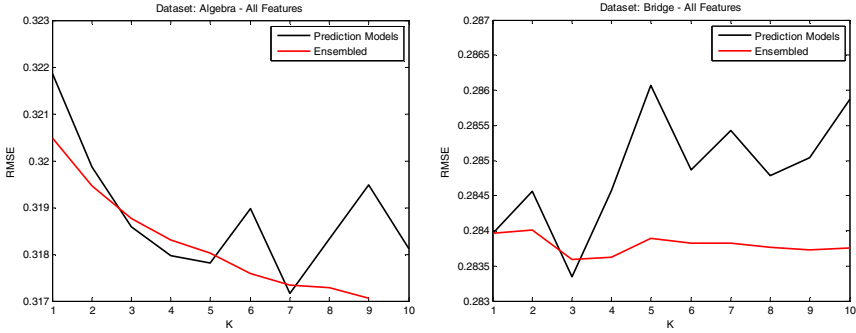 Dataset: Algebra - All Features
0.323
0.322
0.321
0.32
0.319
0.318
0.317
RMSE
1 2 3 4 5 6 7 8 9 10
K
Prediction Models
Ensembled
Dataset: Bridge - All Features
0.287
0.2865
0.286
0.2855
0.285
0.2845
0.284
0.2835
0.283
RMSE
1 2 3 4 5 6 7 8 9 10
K
Prediction Models
Ensembled